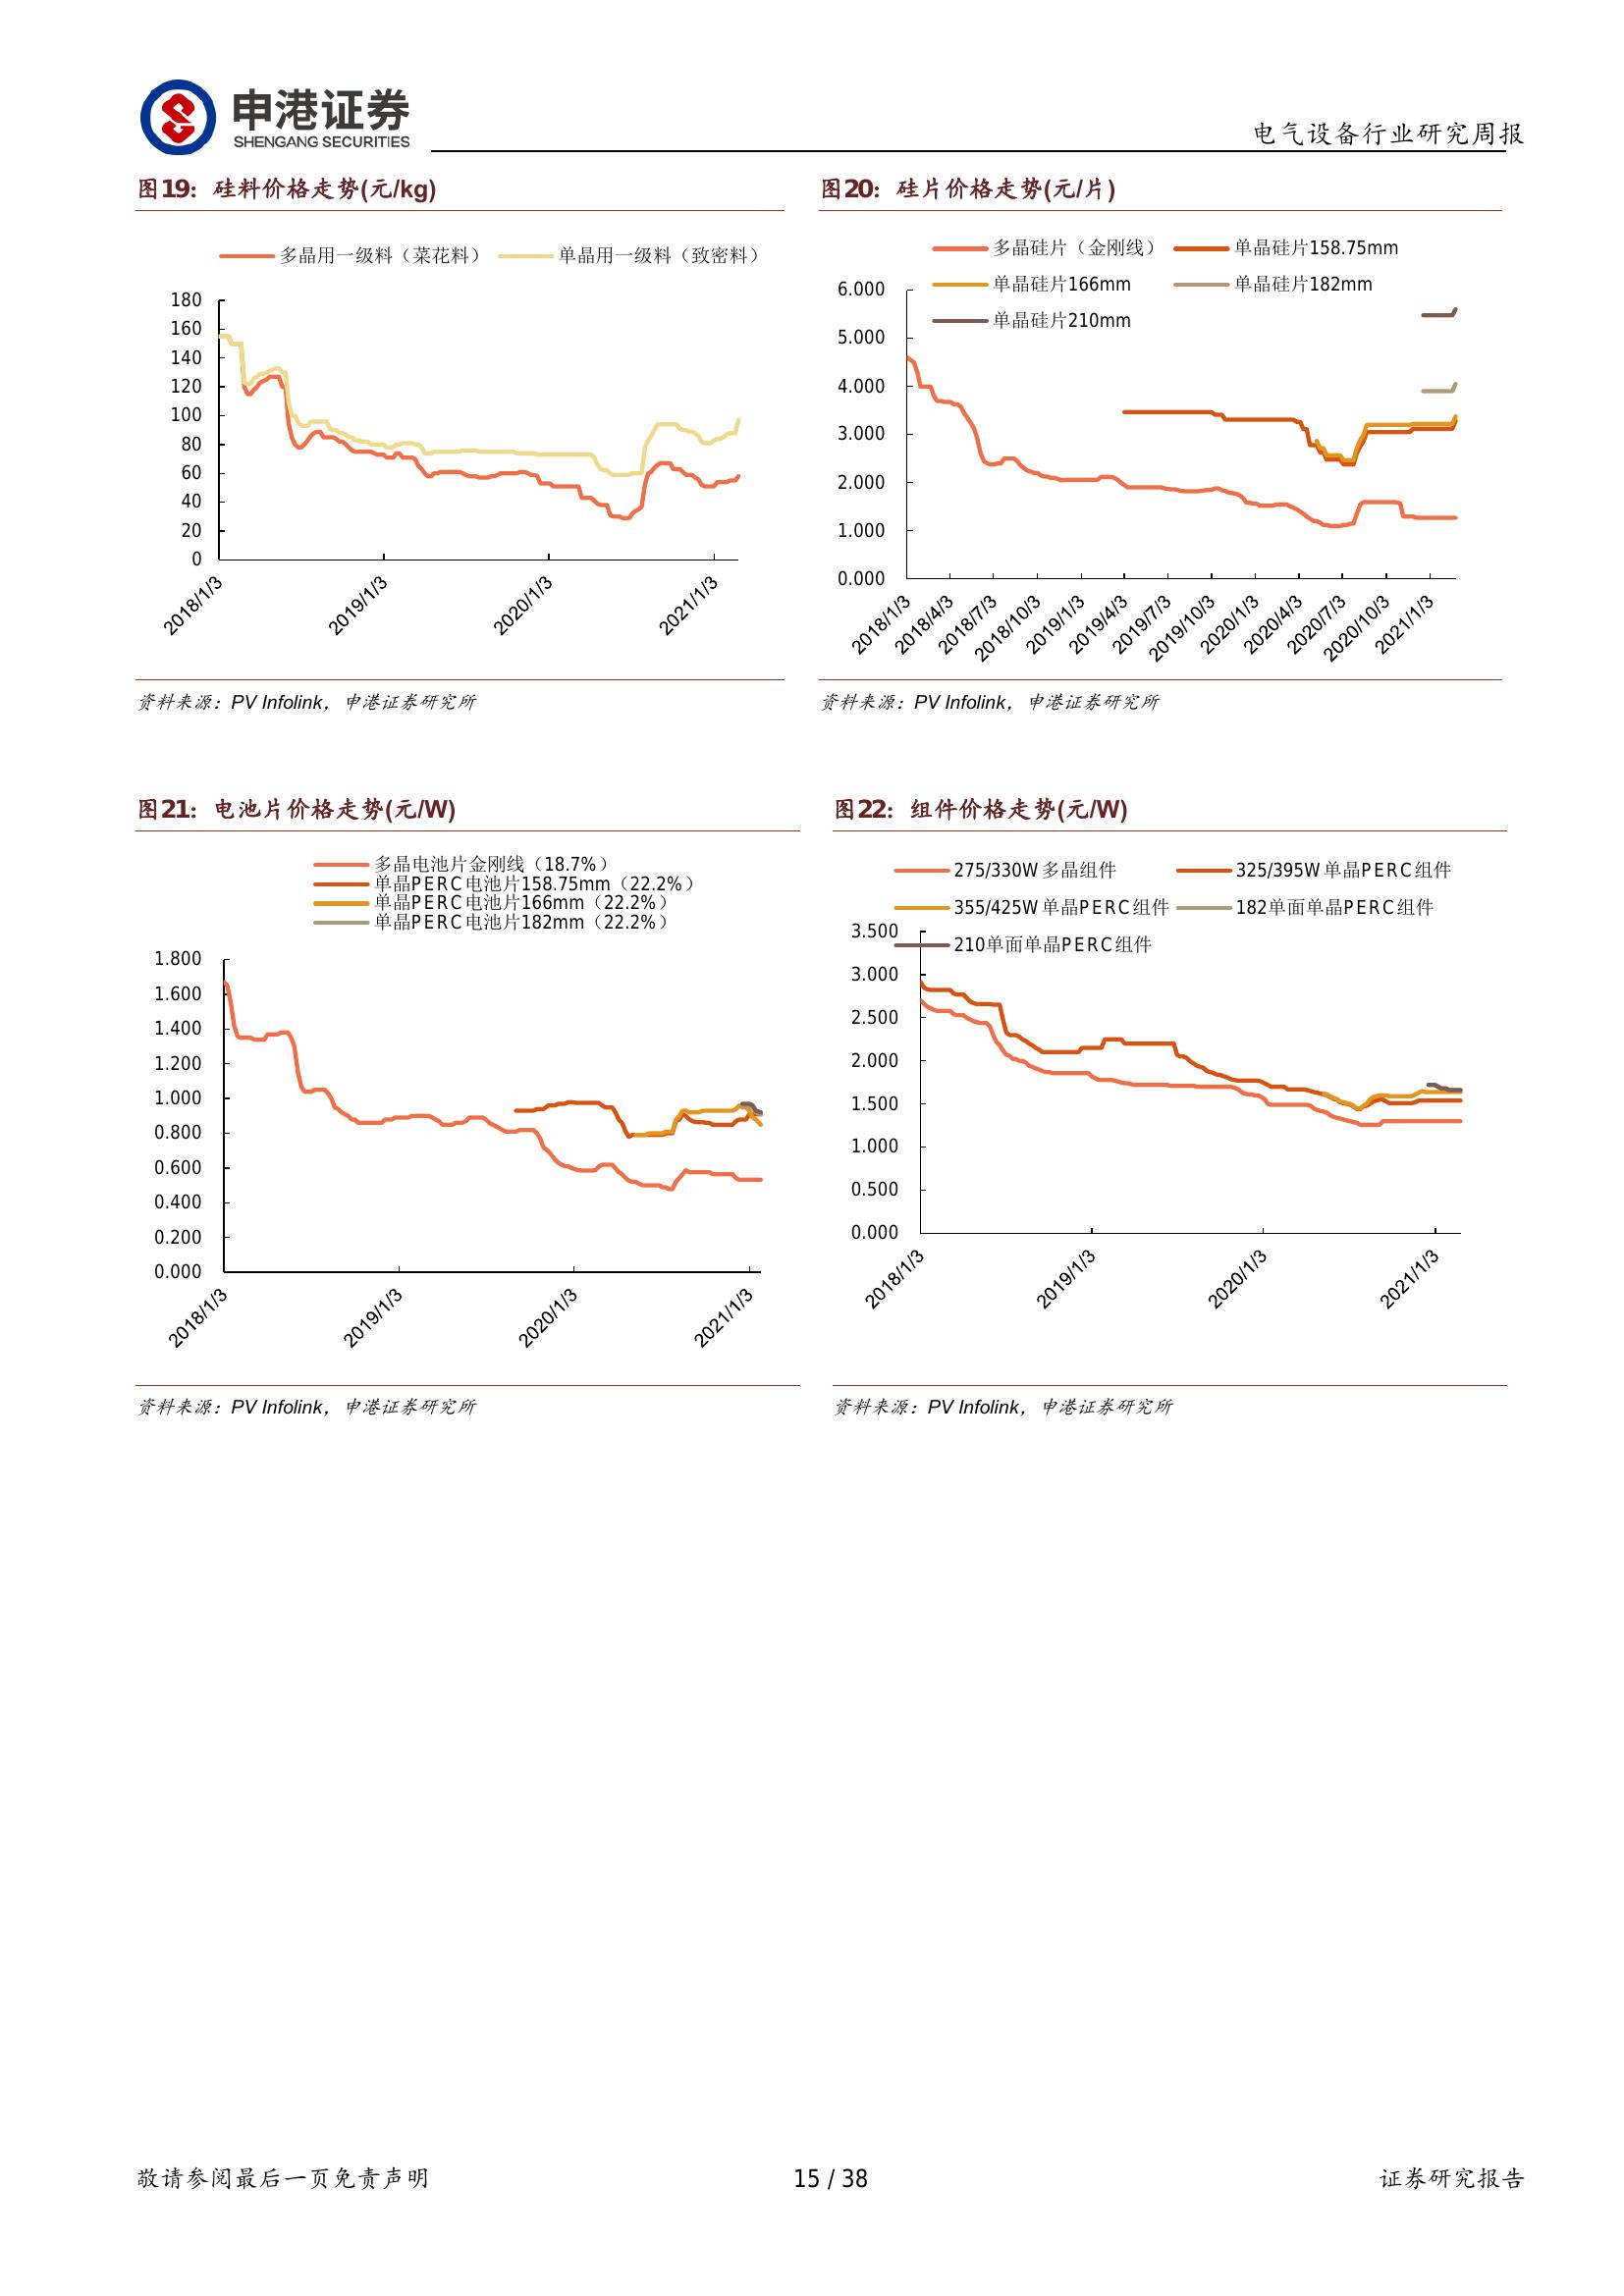 申港证券
SHENGANG SECURITIES
电气设备行业研究周报
图19：硅料价格走势(元/kg)
多晶用一级料（菜花料） 单晶用一级料（致密料）
180
160
140
120
100
80
60
40
20
0
2018/1/3 2019/1/3 2020/1/3 2021/1/3
资料来源：PV Infolink，申港证券研究所
图20：硅片价格走势(元/片)
多晶硅片（金刚线） 单晶硅片158.75mm
单晶硅片166mm 单晶硅片182mm
单晶硅片210mm
6.000
5.000
4.000
3.000
2.000
1.000
0.000
2018/1/3 2018/4/3 2018/7/3 2018/10/3 2019/1/3 2019/4/3 2019/7/3 2019/10/3 2020/1/3 2020/4/3 2020/7/3 2020/10/3 2021/1/3
资料来源：PV Infolink，申港证券研究所
图21：电池片价格走势(元/W)
多晶电池片金刚线（18.7%）
单晶PERC电池片158.75mm（22.2%）
单晶PERC电池片166mm（22.2%）
单晶PERC电池片182mm（22.2%）
1.800
1.600
1.400
1.200
1.000
0.800
0.600
0.400
0.200
0.000
2018/1/3 2019/1/3 2020/1/3 2021/1/3
资料来源：PV Infolink，申港证券研究所
图22：组件价格走势(元/W)
275/330W多晶组件 325/395W单晶PERC组件
355/425W单晶PERC组件 182单面单晶PERC组件
210单面单晶PERC组件
3.500
3.000
2.500
2.000
1.500
1.000
0.500
0.000
2018/1/3 2019/1/3 2020/1/3 2021/1/3
资料来源：PV Infolink，申港证券研究所
敬请参阅最后一页免责声明 15 / 38 证券研究报告